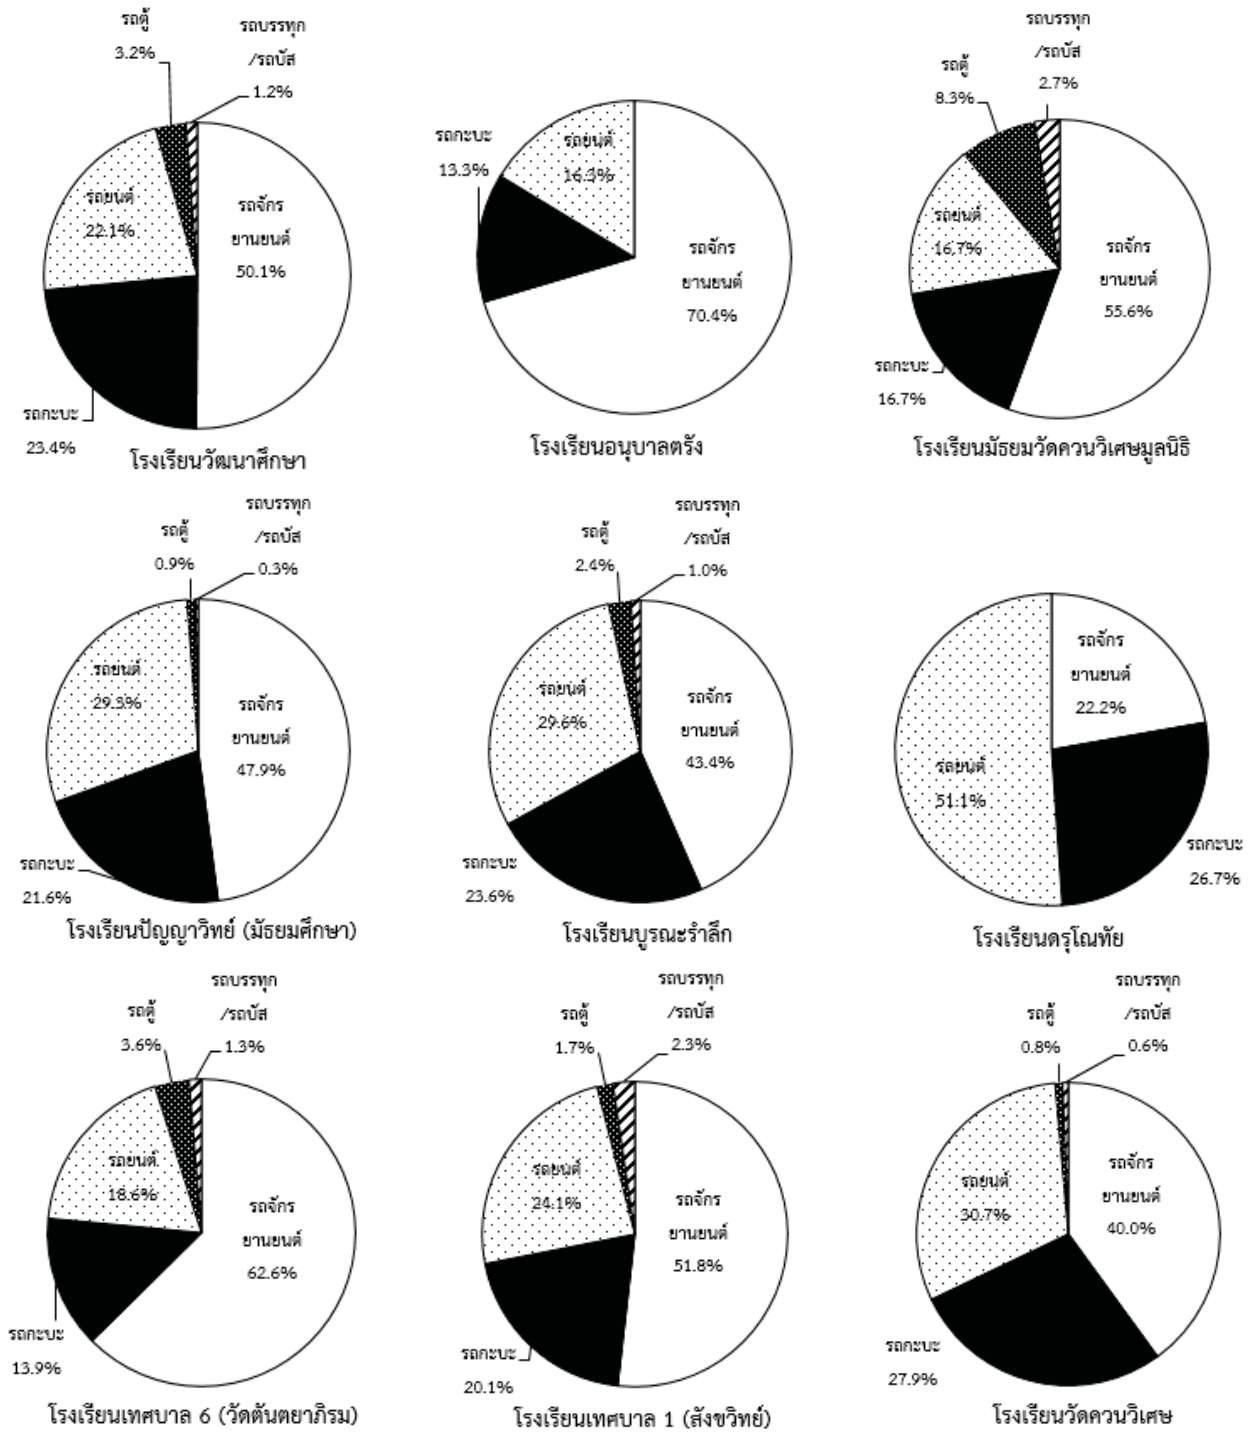 รถตู้
3.2%
รถบรรทุก
/รถบัส
1.2%
รถยนต์
22.1%
รถจักร
ยานยนต์
50.1%
รถกะบะ
23.4%
โรงเรียนวัฒนาศึกษา
รถกะบะ
13.3%
รถยนต์
16.3%
รถจักร
ยานยนต์
70.4%
โรงเรียนอนุบาลตรัง
รถตู้
8.3%
รถบรรทุก
/รถบัส
2.7%
รถยนต์
16.7%
รถจักร
ยานยนต์
55.6%
รถกะบะ
16.7%
โรงเรียนมัธยมวัดควนวิเศษมูลนิธิ
รถตู้
0.9%
รถบรรทุก
/รถบัส
0.3%
รถยนต์
29.3%
รถจักร
ยานยนต์
47.9%
รถกะบะ
21.6%
โรงเรียนปัญญาวิทย์ (มัธยมศึกษา)
รถตู้
2.4%
รถบรรทุก
/รถบัส
1.0%
รถยนต์
29.6%
รถจักร
ยานยนต์
43.4%
รถกะบะ
23.6%
โรงเรียนบูรณะรำลึก
รถจักร
ยานยนต์
22.2%
รถยนต์
51.1%
รถกะบะ
26.7%
โรงเรียนดรุโณทัย
รถตู้
3.6%
รถบรรทุก
/รถบัส
1.3%
รถยนต์
18.6%
รถจักร
ยานยนต์
62.6%
รถกะบะ
13.9%
โรงเรียนเทศบาล 6 (วัดตันตยาภิรม)
รถตู้
1.7%
รถบรรทุก
/รถบัส
2.3%
รถยนต์
24.1%
รถจักร
ยานยนต์
51.8%
รถกะบะ
20.1%
โรงเรียนเทศบาล 1 (สังขวิทย์)
รถตู้
0.8%
รถบรรทุก
/รถบัส
0.6%
รถยนต์
30.7%
รถจักร
ยานยนต์
40.0%
รถกะบะ
27.9%
โรงเรียนวัดควนวิเศษ